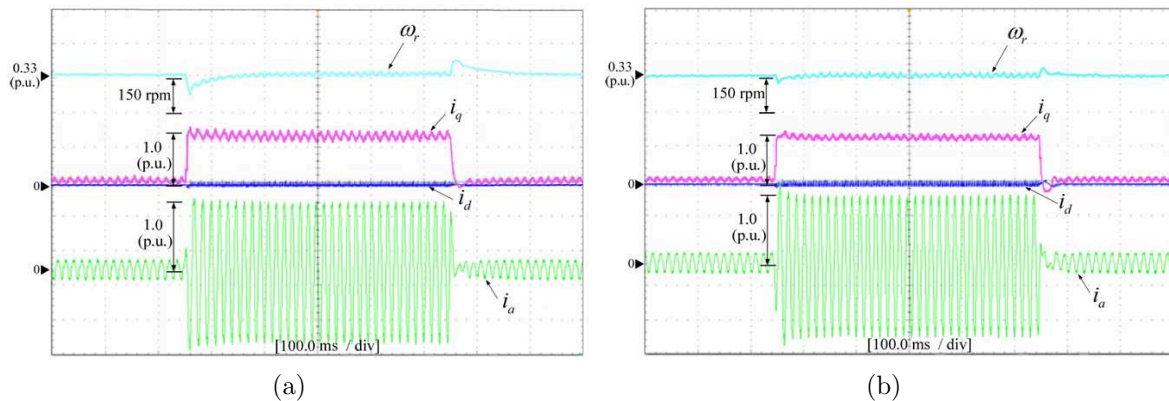 ω_r
0.33
(p.u.)
150 rpm
i_q
1.0
(p.u.)
0
i_d
1.0
(p.u.)
0
i_a
[100.0 ms / div]
(a)
ω_r
0.33
(p.u.)
150 rpm
i_q
1.0
(p.u.)
0
i_d
1.0
(p.u.)
0
i_a
[100.0 ms / div]
(b)